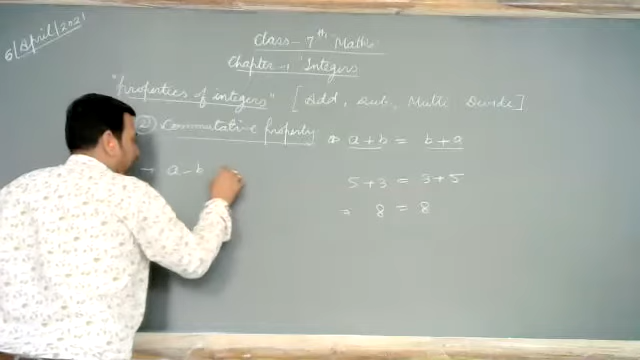 6/April/2021
Class - 7th Maths
Chapter - 1 Integers
"Properties of integers" [Add, Sub, Multi Devide]
② Commutative Property ⇒ a + b = b + a
→ a - b
5 + 3 = 3 + 5
⇒ 8 = 8